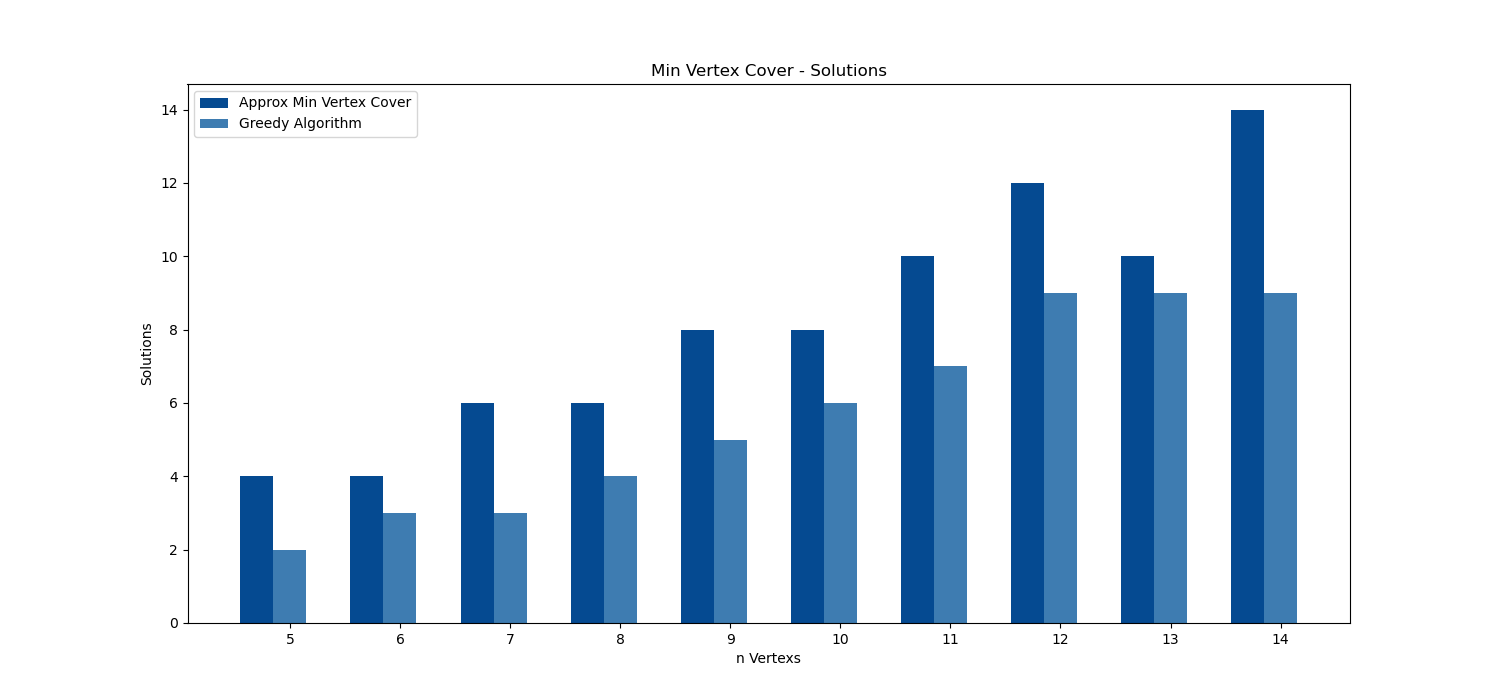 Min Vertex Cover - Solutions
Approx Min Vertex Cover
Greedy Algorithm
14
12
10
8
6
4
2
0
Solutions
5 6 7 8 9 10 11 12 13 14
n Vertexs